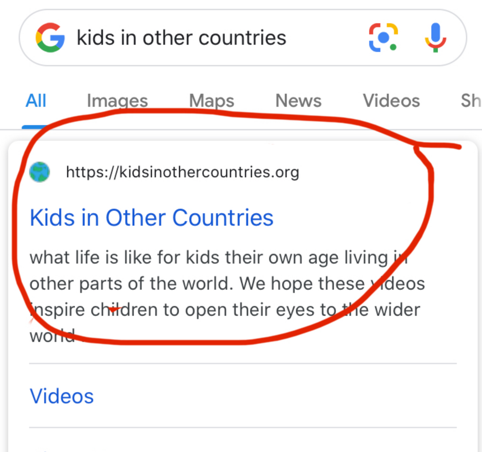 kids in other countries
All Images Maps News Videos Sh
https://kidsinothercountries.org
Kids in Other Countries
what life is like for kids their own age living in
other parts of the world. We hope these videos
inspire children to open their eyes to the wider
world
Videos